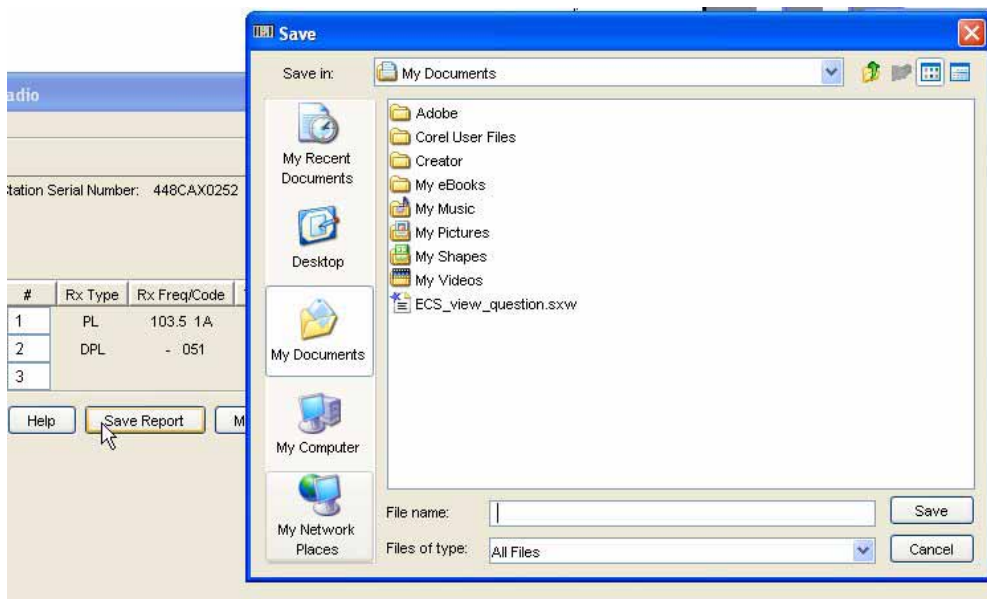 Save
Save in:
My Documents
adio
Station Serial Number: 448CAX0252
# Rx Type Rx Freq/Code
1 PL 103.5 1A
2 DPL - 051
3
Help
Save Report
M
My Recent
Documents
Desktop
My Documents
My Computer
My Network
Places
Adobe
Corel User Files
Creator
My eBooks
My Music
My Pictures
My Shapes
My Videos
ECS_view_question.sxw
File name:
Save
Files of type:
All Files
Cancel